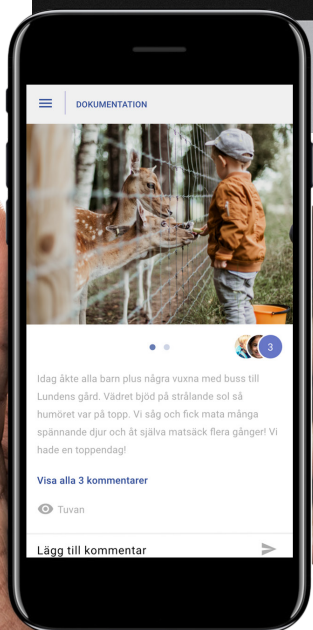 DOKUMENTATION
3
Idag åkte alla barn plus några vuxna med buss till
Lundens gård. Vädret bjöd på strålande sol så
humöret var på topp. Vi såg och fick mata många
spännande djur och åt själva matsäck flera gånger! Vi
hade en toppendag!
Visa alla 3 kommentarer
Tuvan
Lägg till kommentar